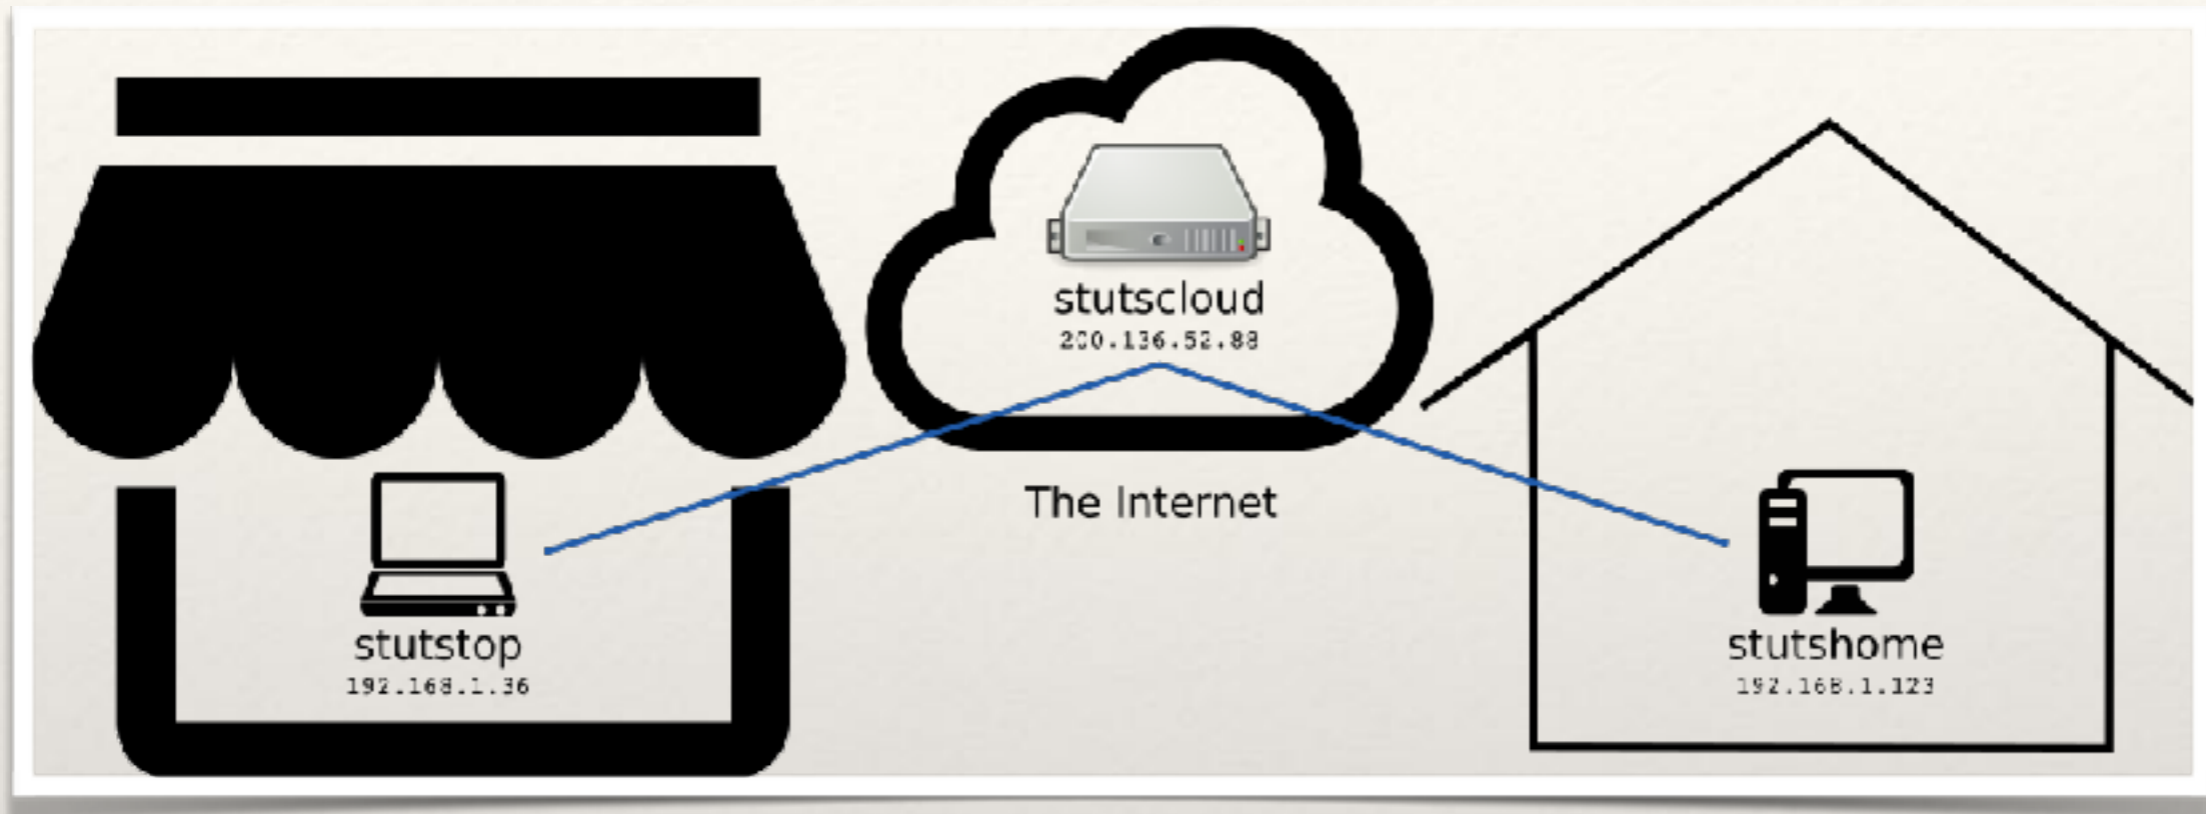 stutscloud
200.136.52.88
The Internet
stutstop
192.168.1.36
stutshome
192.168.1.123